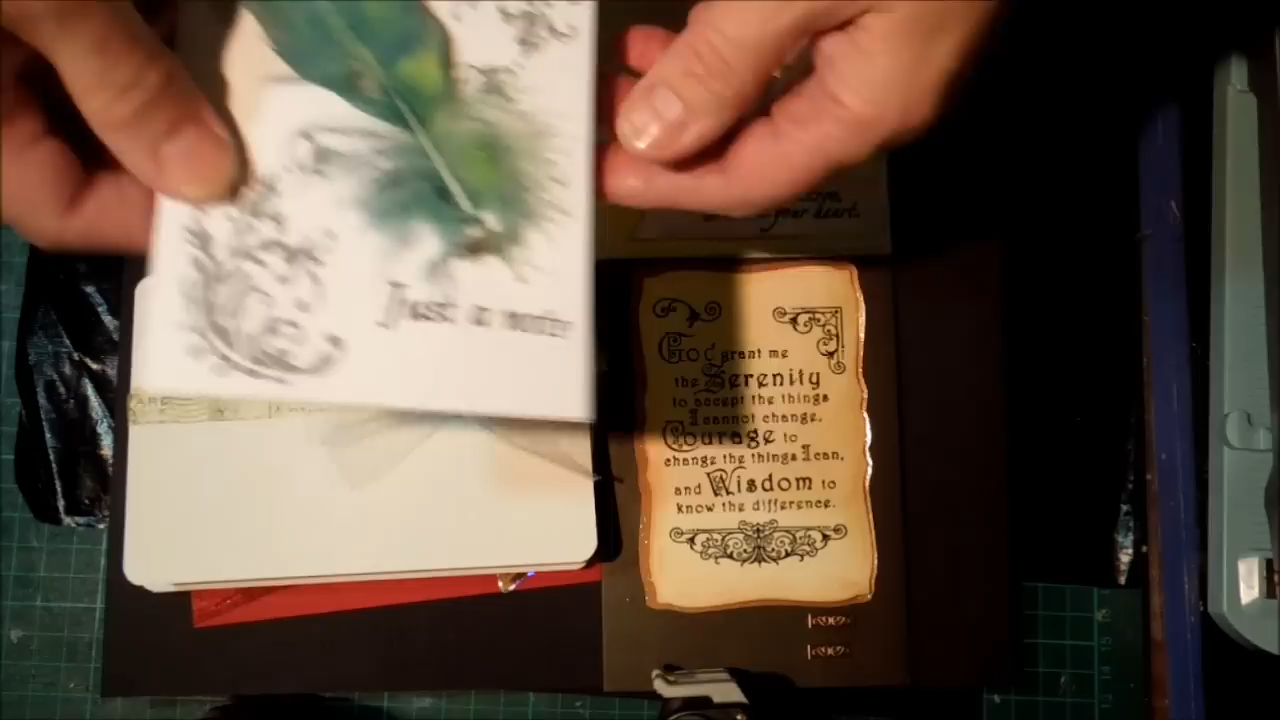 your heart.
Just a note
ARE
God grant me
the Serenity
to accept the things
I cannot change,
Courage to
change the things I can,
and Wisdom to
know the difference.